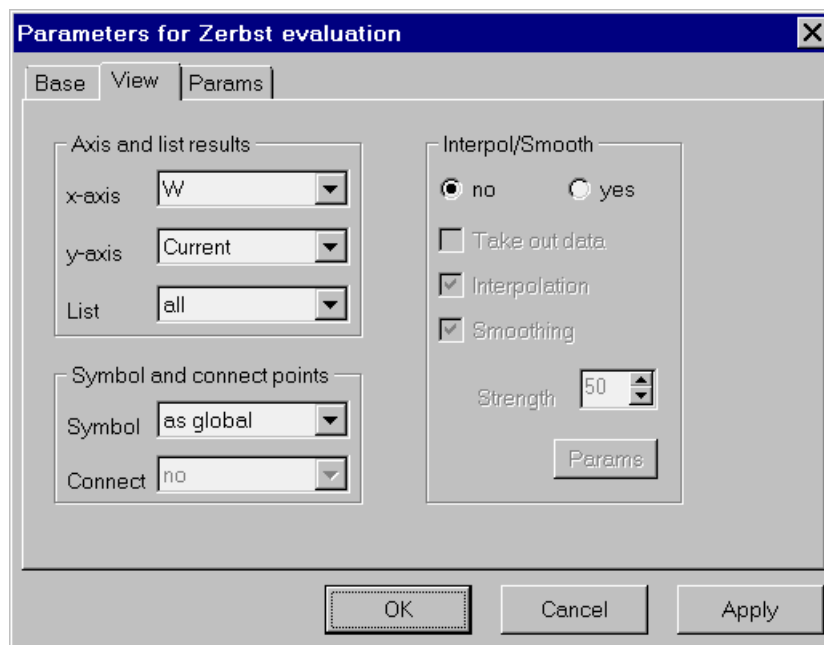 Parameters for Zerbst evaluation
Base View Params
Axis and list results
x-axis W
y-axis Current
List all
Symbol and connect points
Symbol as global
Connect no
Interpol/Smooth
no yes
Take out data
Interpolation
Smoothing
Strength 50
Params
OK Cancel Apply